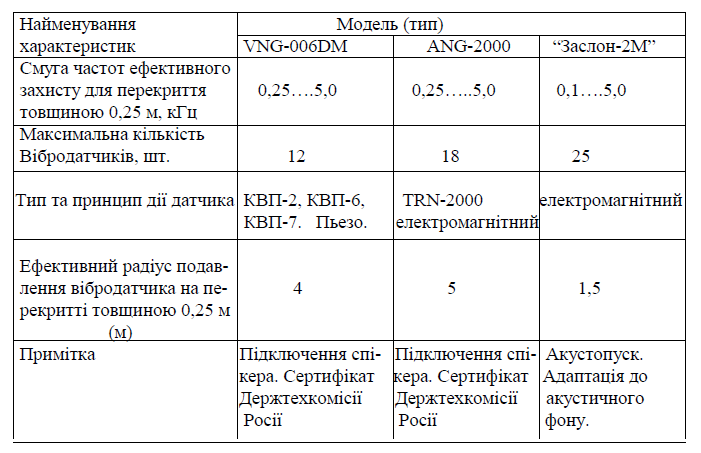 Найменування Модель (тип)
характеристик VNG-006DM ANG-2000 “Заслон-2М”
Смуга частот ефективного
захисту для перекриття 0,25….5,0 0,25…..5,0 0,1….5,0
товщиною 0,25 м, кГц
Максимальна кількість
Вібродатчиків, шт. 12 18 25
Тип та принцип дії датчика КВП-2, КВП-6, TRN-2000 електромагнітний
КВП-7. Пьезо. електромагнітний
Ефективний радіус подав-
лення вібродатчика на пе- 4 5 1,5
рекритті товщиною 0,25 м
(м)
Примітка Підключення спі- Підключення спі- Акустопуск.
кера. Сертифікат кера. Сертифікат Адаптація до
Держтехкомісії Держтехкомісії акустичного
Росії Росії фону.